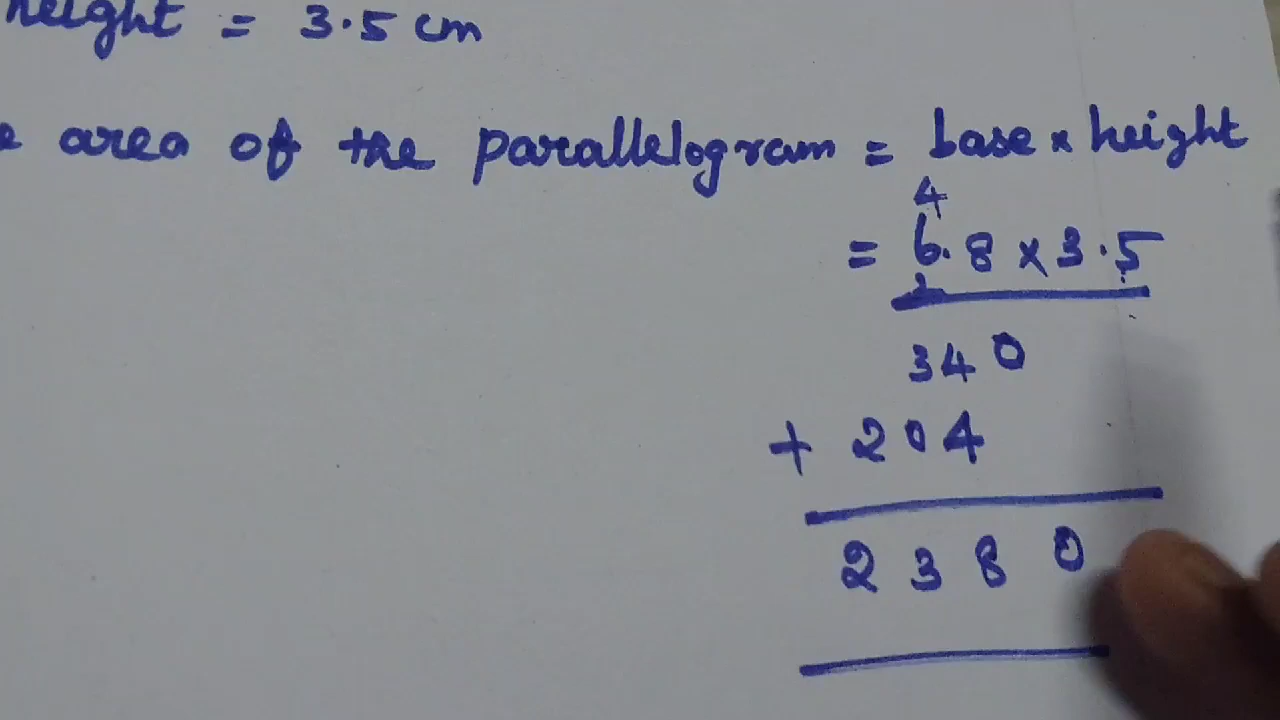 height = 3.5 cm
area of the parallelogram = base x height
4
= 6.8 x 3.5
340
+ 204
2380